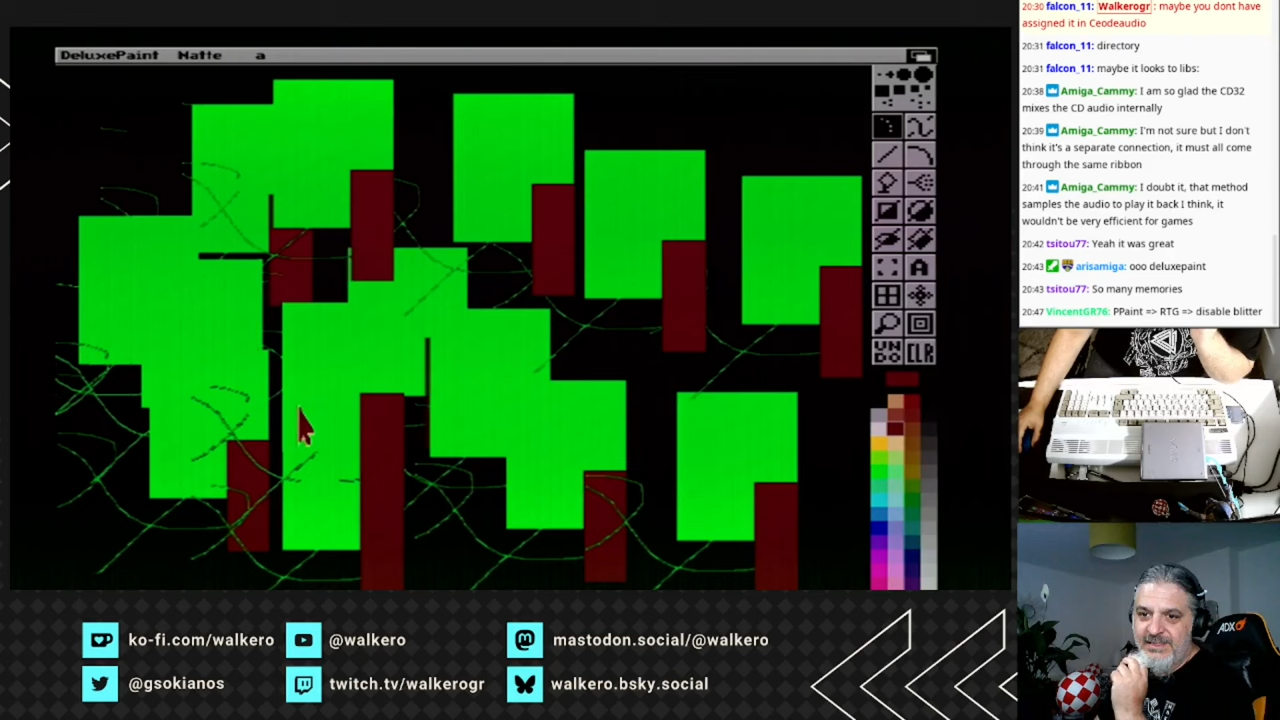 DeluxePaint Matte a
A
UN
DO
CLR
20:30 falcon_11: Walkerogr : maybe you dont have
assigned it in Ceodeaudio
20:31 falcon_11: directory
20:31 falcon_11: maybe it looks to libs:
20:38 Amiga_Cammy: I am so glad the CD32
mixes the CD audio internally
20:39 Amiga_Cammy: I'm not sure but I don't
think it's a separate connection, it must all come
through the same ribbon
20:41 Amiga_Cammy: I doubt it, that method
samples the audio to play it back I think, it
wouldn't be very efficient for games
20:42 tsitou77: Yeah it was great
20:43 arisamiga: ooo deluxepaint
20:43 tsitou77: So many memories
20:47 VincentGR76: PPaint => RTG => disable blitter
ADX
ko-fi.com/walkero
@walkero
mastodon.social/@walkero
@gsokianos
twitch.tv/walkerogr
walkero.bsky.social